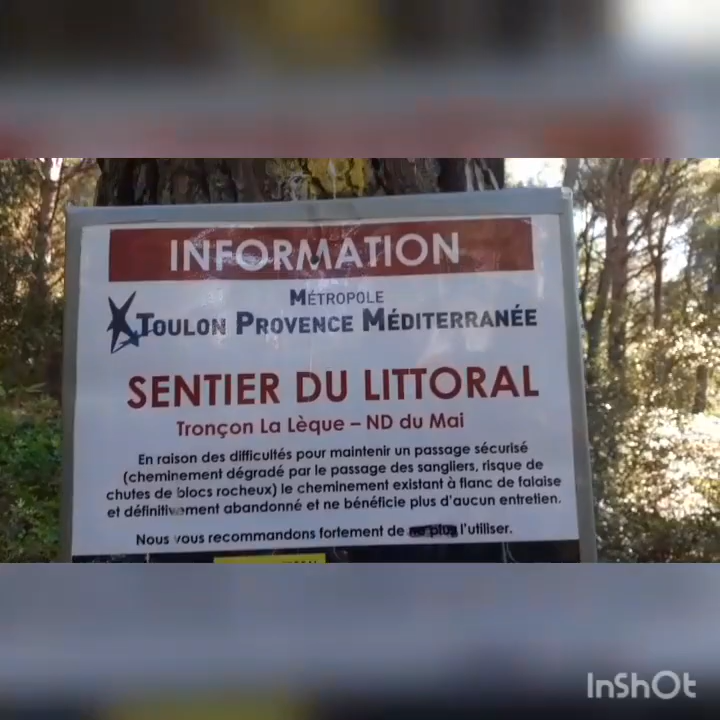 INFORMATION
MÉTROPOLE
TOULON PROVENCE MÉDITERRANÉE
SENTIER DU LITTORAL
Tronçon La Lèque – ND du Mai
En raison des difficultés pour maintenir un passage sécurisé
(cheminement dégradé par le passage des sangliers, risque de
chutes de blocs rocheux) le cheminement existant à flanc de falaise
et définitivement abandonné et ne bénéficie plus d'aucun entretien.
Nous vous recommandons fortement de ne plus l'utiliser.
InShOt